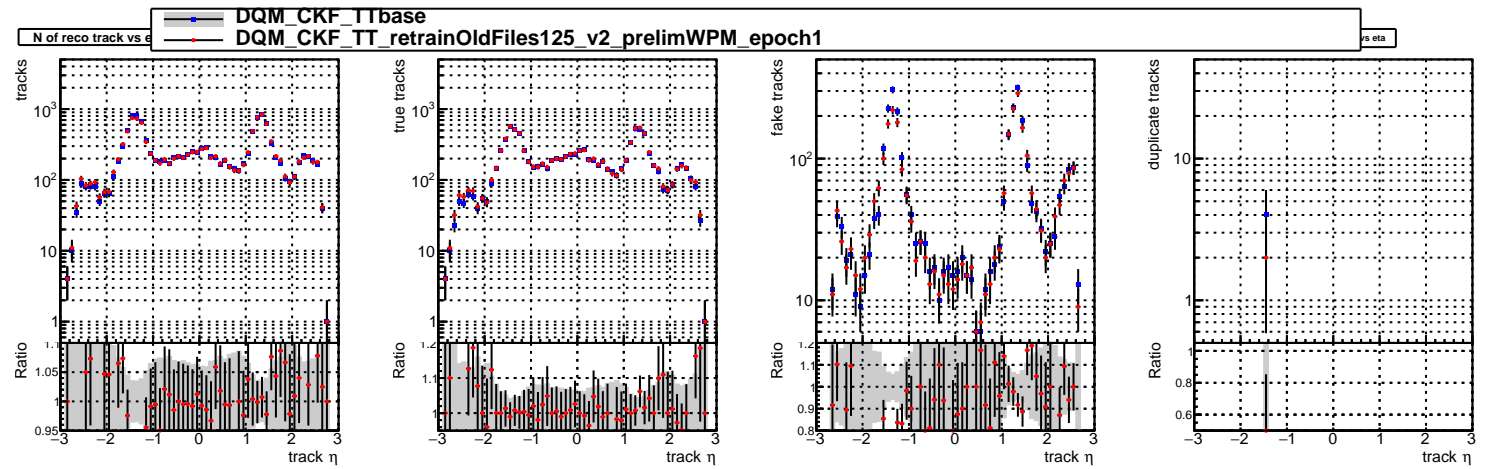 DQM_CKF_TTbase
DQM_CKF_TT_retrainOldFiles125_v2_prelimWPM_epoch1
N of reco track vs e
vs eta
tracks
10³
10²
10
1
Ratio
1.1
1.05
1
0.95
−3 −2 −1 0 1 2 3
track η
true tracks
10³
10²
10
1
Ratio
1.2
1.1
1
−3 −2 −1 0 1 2 3
track η
fake tracks
10²
10
Ratio
1.2
1.1
1
0.9
0.8
−3 −2 −1 0 1 2 3
track η
duplicate tracks
10
1
Ratio
1
0.8
0.6
−3 −2 −1 0 1 2 3
track η